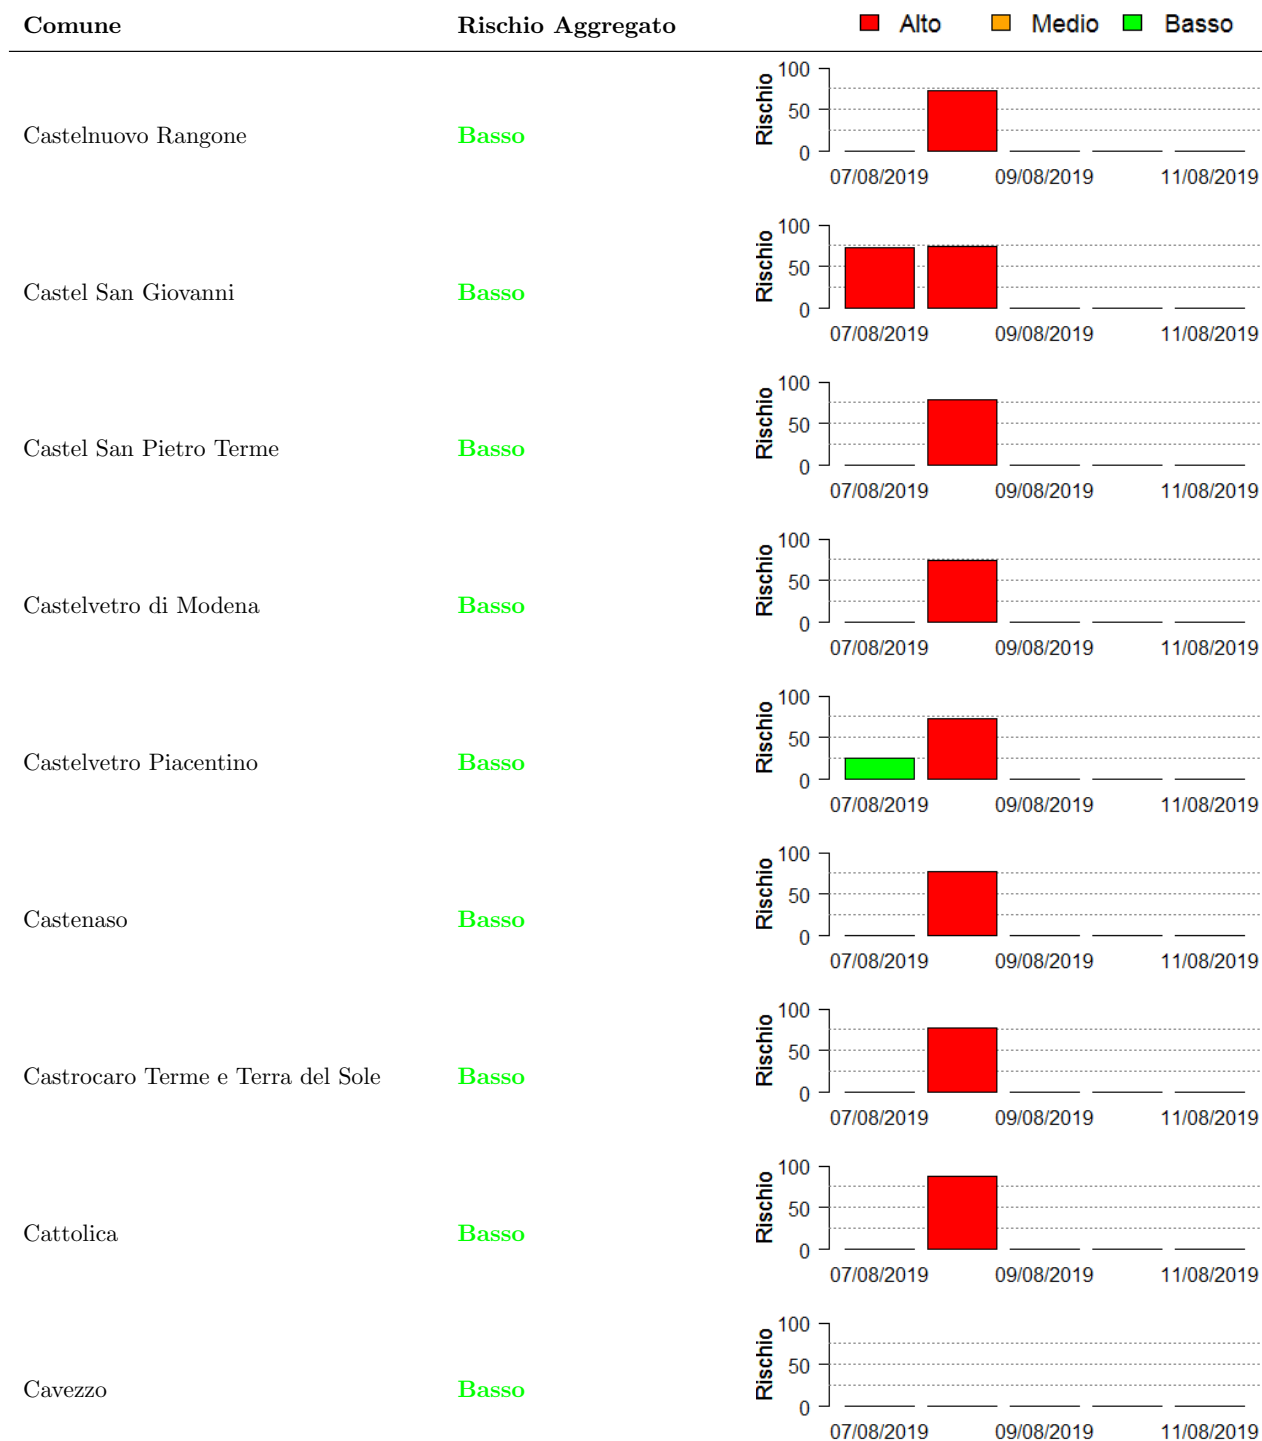 Comune Rischio Aggregato Alto Medio Basso
Castelnuovo Rangone Basso
Rischio
100
50
0
07/08/2019 09/08/2019 11/08/2019
Castel San Giovanni Basso
Rischio
100
50
0
07/08/2019 09/08/2019 11/08/2019
Castel San Pietro Terme Basso
Rischio
100
50
0
07/08/2019 09/08/2019 11/08/2019
Castelvetro di Modena Basso
Rischio
100
50
0
07/08/2019 09/08/2019 11/08/2019
Castelvetro Piacentino Basso
Rischio
100
50
0
07/08/2019 09/08/2019 11/08/2019
Castenaso Basso
Rischio
100
50
0
07/08/2019 09/08/2019 11/08/2019
Castrocaro Terme e Terra del Sole Basso
Rischio
100
50
0
07/08/2019 09/08/2019 11/08/2019
Cattolica Basso
Rischio
100
50
0
07/08/2019 09/08/2019 11/08/2019
Cavezzo Basso
Rischio
100
50
0
07/08/2019 09/08/2019 11/08/2019